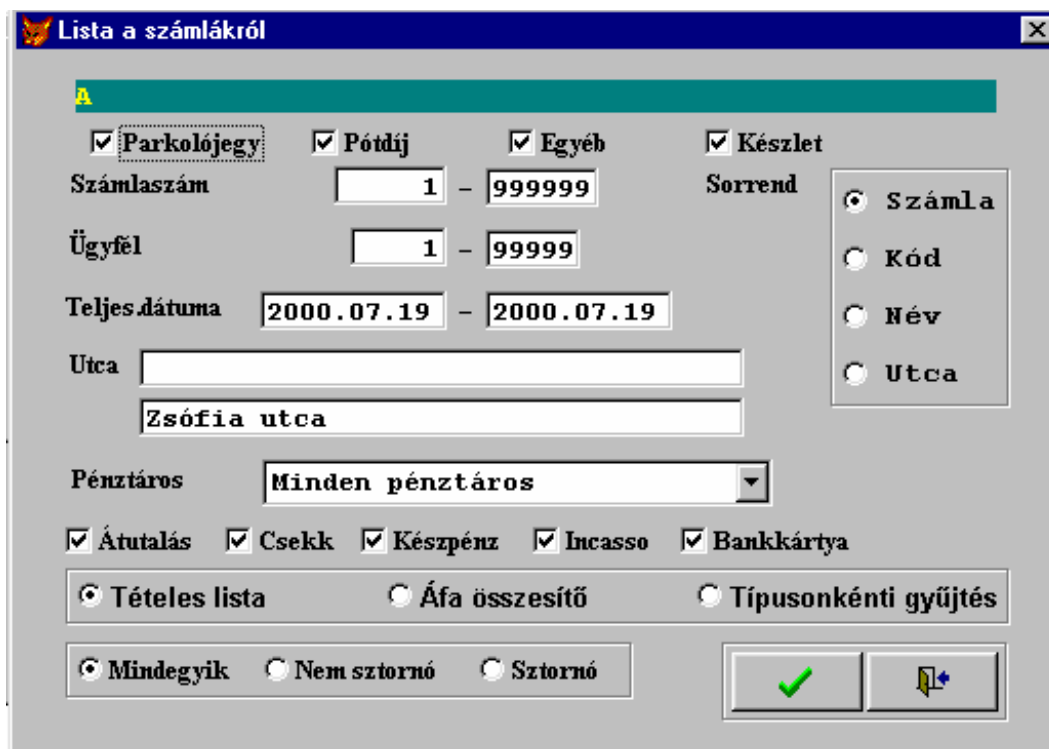 Lista a számlákról
A
Parkolójegy Pótdíj Egyéb Készlet
Számlaszám 1 - 999999 Sorrend
Számla
Ügyfél 1 - 99999
Kód
Teljes.dátuma 2000.07.19 - 2000.07.19
Név
Utca
Utca
Zsófia utca
Pénztáros Minden pénztáros
Átutalás Csekk Készpénz Incasso Bankkártya
Tételes lista Áfa összesítő Típusonkénti gyűjtés
Mindegyik Nem sztornó Sztornó